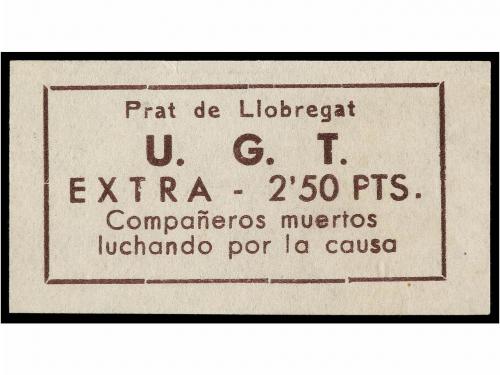 Prat de Llobregat
U. G. T.
EXTRA - 2'50 PTS.
Compañeros muertos
luchando por la causa